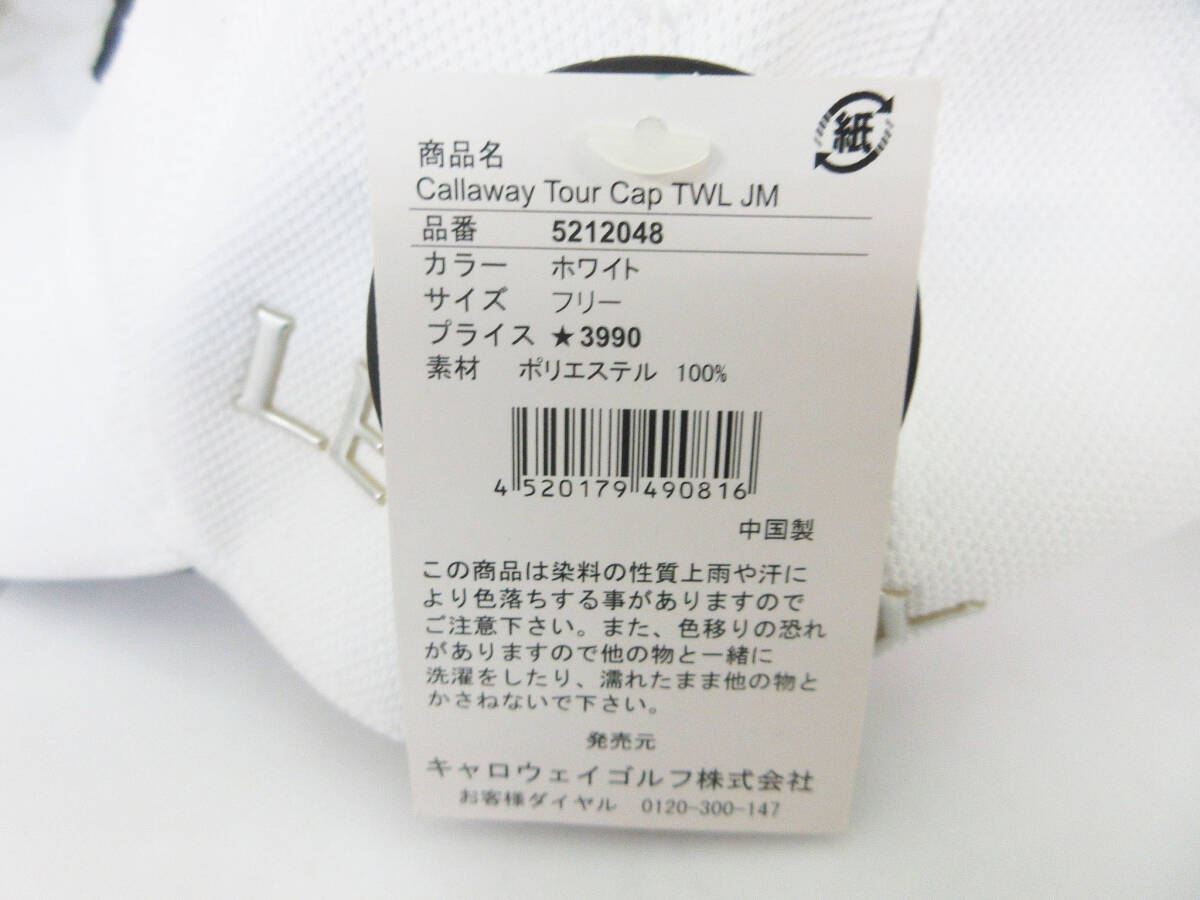 紙
商品名
Callaway Tour Cap TWL JM
品番 5212048
カラー ホワイト
サイズ フリー
プライス ★3990
素材 ポリエステル 100%
4 520179 490816
中国製
この商品は染料の性質上雨や汗に
より色落ちする事がありますので
ご注意下さい。また、色移りの恐れ
がありますので他の物と一緒に
洗濯をしたり、濡れたまま他の物と
かさねないで下さい。
発売元
キャロウェイゴルフ株式会社
お客様ダイヤル 0120-300-147
LE